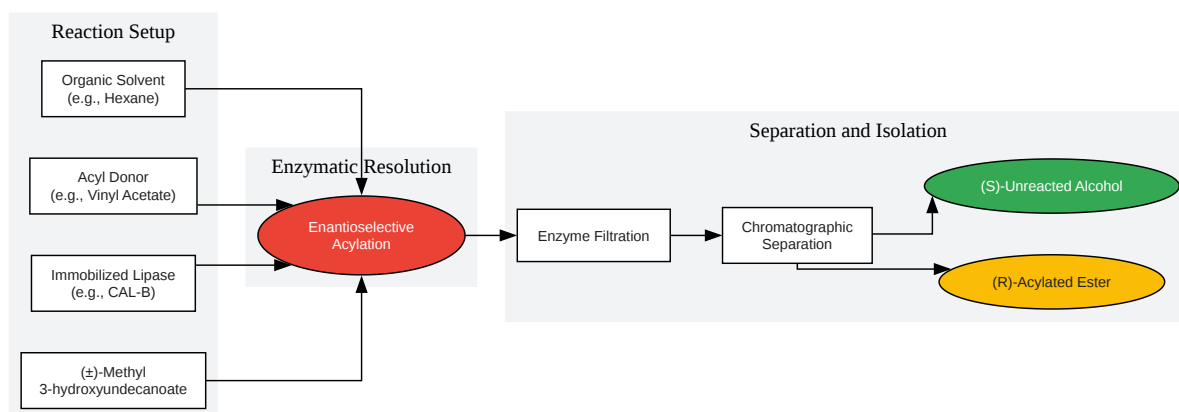 Reaction Setup
Organic Solvent
(e.g., Hexane)
Acyl Donor
(e.g., Vinyl Acetate)
Immobilized Lipase
(e.g., CAL-B)
(±)-Methyl
3-hydroxyundecanoate
Enzymatic Resolution
Enantioselective
Acylation
Separation and Isolation
Enzyme Filtration
Chromatographic
Separation
(S)-Unreacted Alcohol
(R)-Acylated Ester